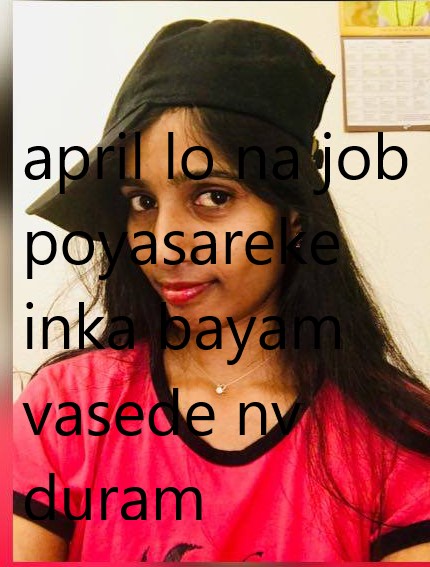 april lo na job
poyasareke
inka bayam
vasede nv
duram